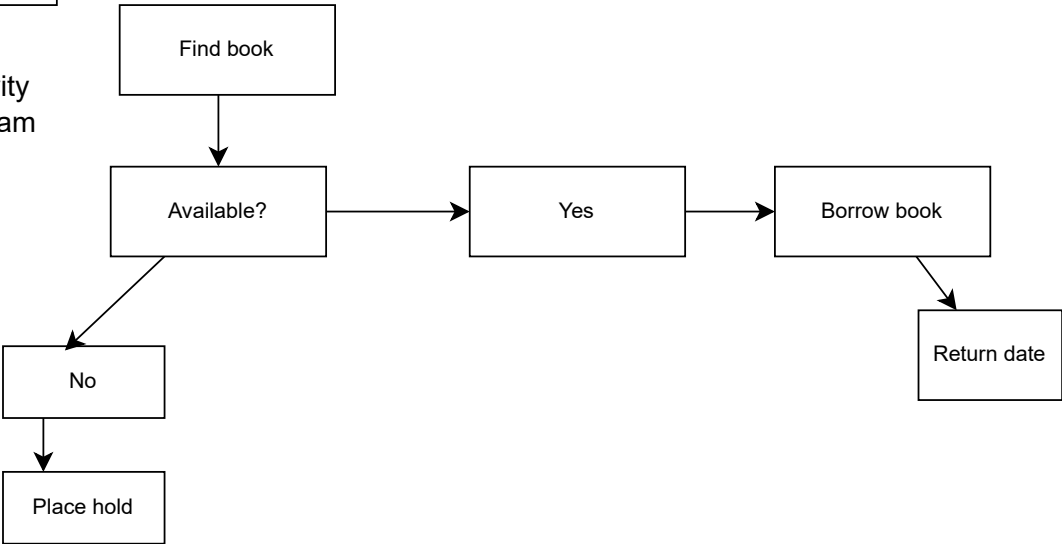 Find book
ity
am
Available?
Yes
Borrow book
Return date
No
Place hold